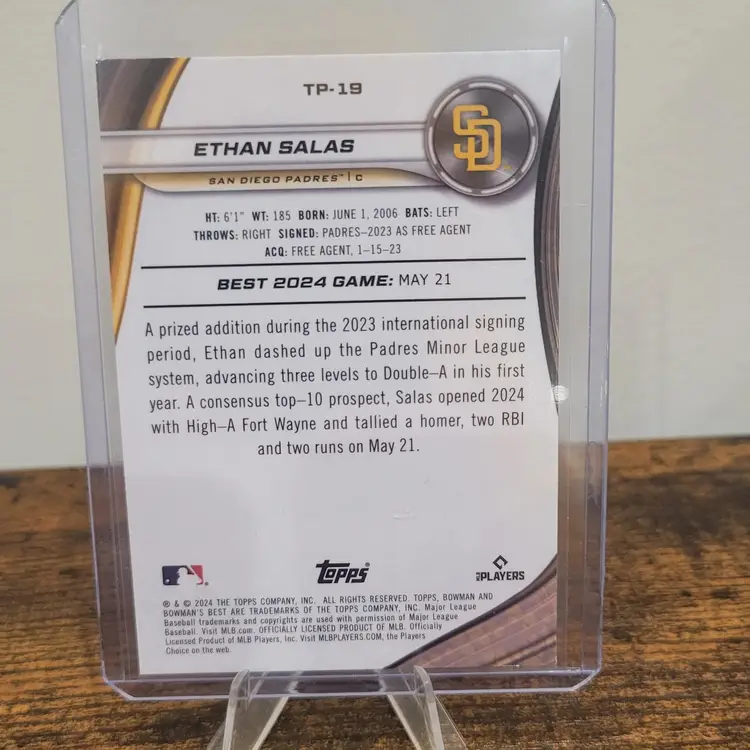 TP-19
ETHAN SALAS
SD
SAN DIEGO PADRES™ | C
HT: 6'1" WT: 185 BORN: JUNE 1, 2006 BATS: LEFT
THROWS: RIGHT SIGNED: PADRES–2023 AS FREE AGENT
ACQ: FREE AGENT, 1-15-23
BEST 2024 GAME: MAY 21
A prized addition during the 2023 international signing
period, Ethan dashed up the Padres Minor League
system, advancing three levels to Double–A in his first
year. A consensus top–10 prospect, Salas opened 2024
with High–A Fort Wayne and tallied a homer, two RBI
and two runs on May 21.
topps®
MLBPLAYERS
® & © 2024 THE TOPPS COMPANY, INC. ALL RIGHTS RESERVED. TOPPS, BOWMAN AND
BOWMAN'S BEST ARE TRADEMARKS OF THE TOPPS COMPANY, INC. Major League
Baseball trademarks and copyrights are used with permission of Major League
Baseball. Visit MLB.com. OFFICIALLY LICENSED PRODUCT OF MLB. Officially
Licensed Product of MLB Players, Inc. Visit MLBPLAYERS.COM, the Players
Choice on the web.